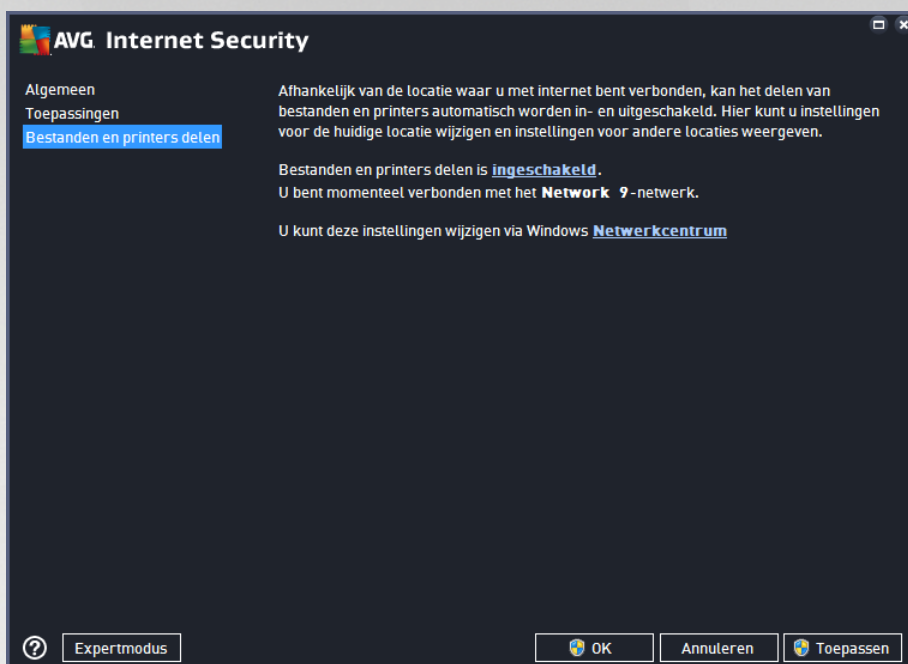 AVG. Internet Security
Algemeen
Toepassingen
Bestanden en printers delen
Afhankelijk van de locatie waar u met internet bent verbonden, kan het delen van
bestanden en printers automatisch worden in- en uitgeschakeld. Hier kunt u instellingen
voor de huidige locatie wijzigen en instellingen voor andere locaties weergeven.
Bestanden en printers delen is ingeschakeld.
U bent momenteel verbonden met het Network 9-netwerk.
U kunt deze instellingen wijzigen via Windows Netwerkcentrum
? Expertmodus OK Annuleren Toepassen